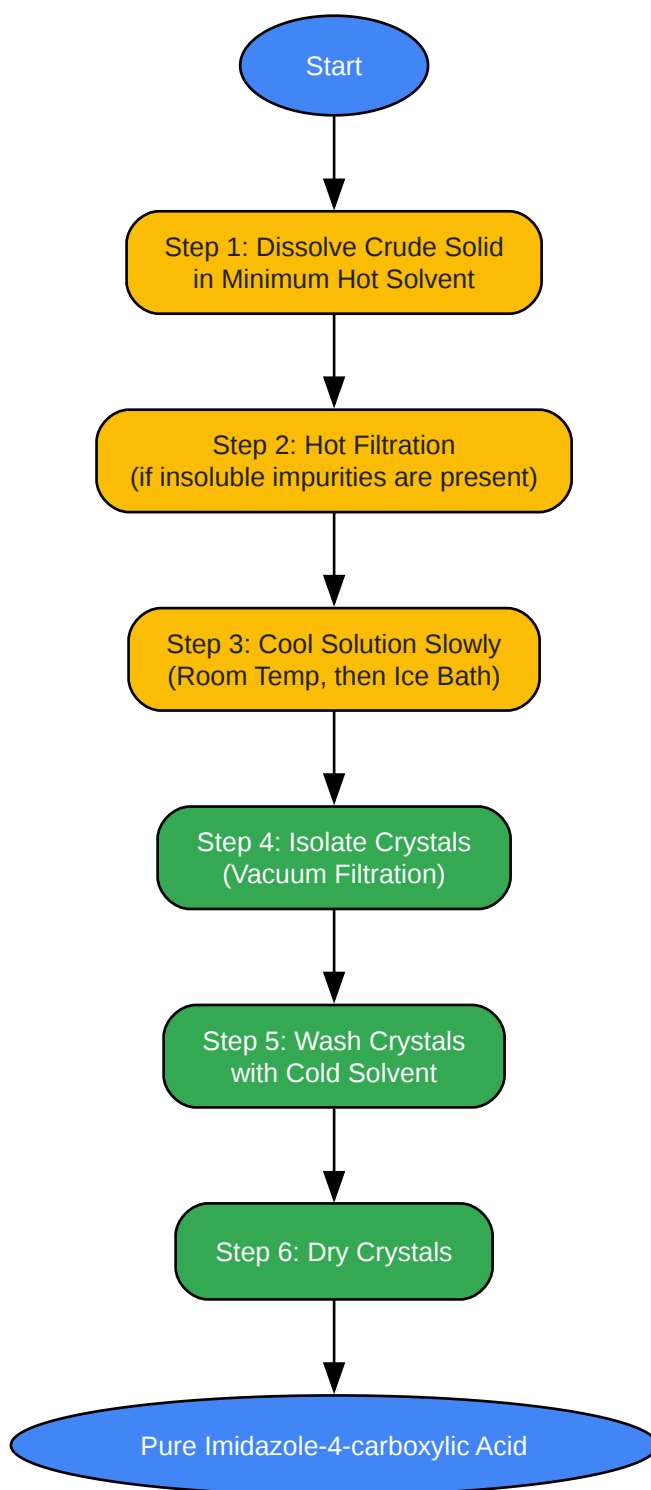 Start
Step 1: Dissolve Crude Solid
in Minimum Hot Solvent
Step 2: Hot Filtration
(if insoluble impurities are present)
Step 3: Cool Solution Slowly
(Room Temp, then Ice Bath)
Step 4: Isolate Crystals
(Vacuum Filtration)
Step 5: Wash Crystals
with Cold Solvent
Step 6: Dry Crystals
Pure Imidazole-4-carboxylic Acid